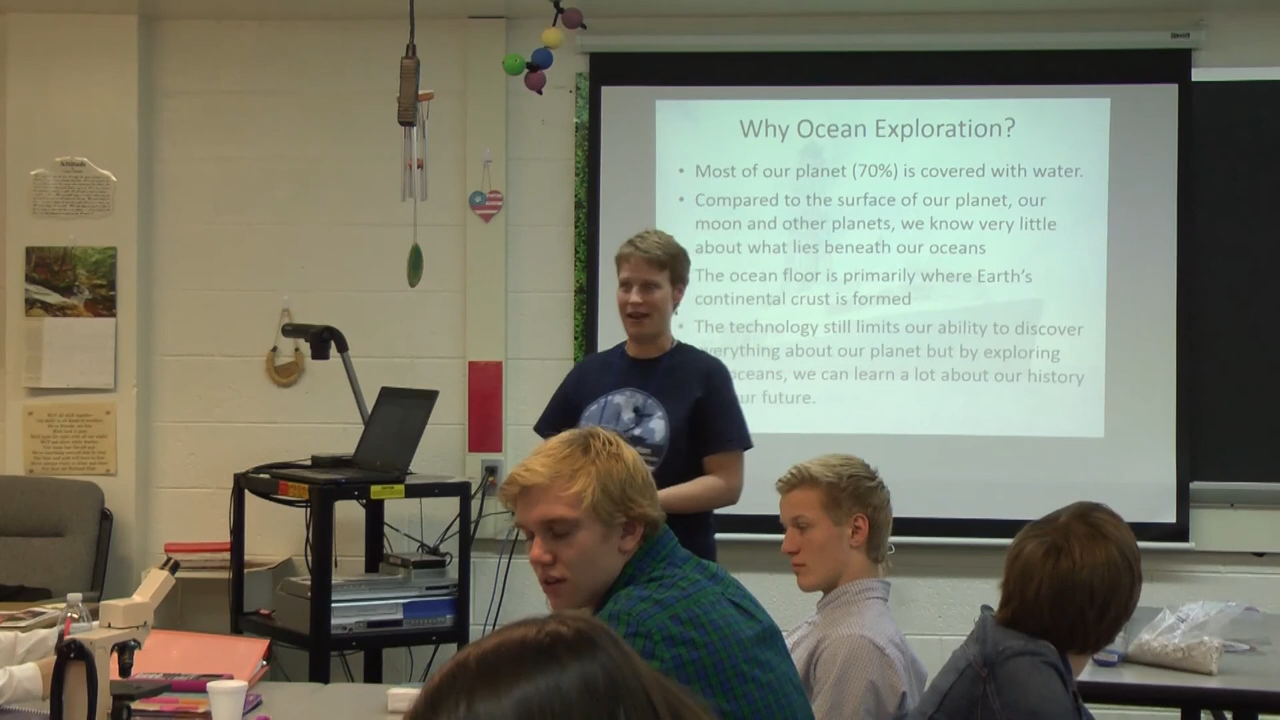 Why Ocean Exploration?
• Most of our planet (70%) is covered with water.
• Compared to the surface of our planet, our
moon and other planets, we know very little
about what lies beneath our oceans
The ocean floor is primarily where Earth's
continental crust is formed
• The technology still limits our ability to discover
verything about our planet but by exploring
oceans, we can learn a lot about our history
ur future.